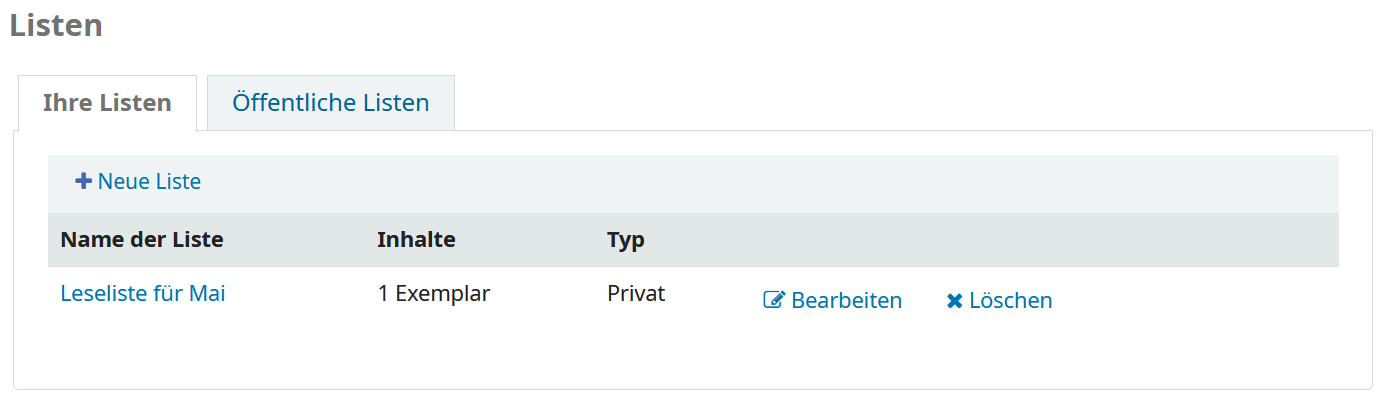 Listen
Ihre Listen Öffentliche Listen
Neue Liste
Name der Liste Inhalte Typ
Leseliste für Mai 1 Exemplar Privat Bearbeiten Löschen